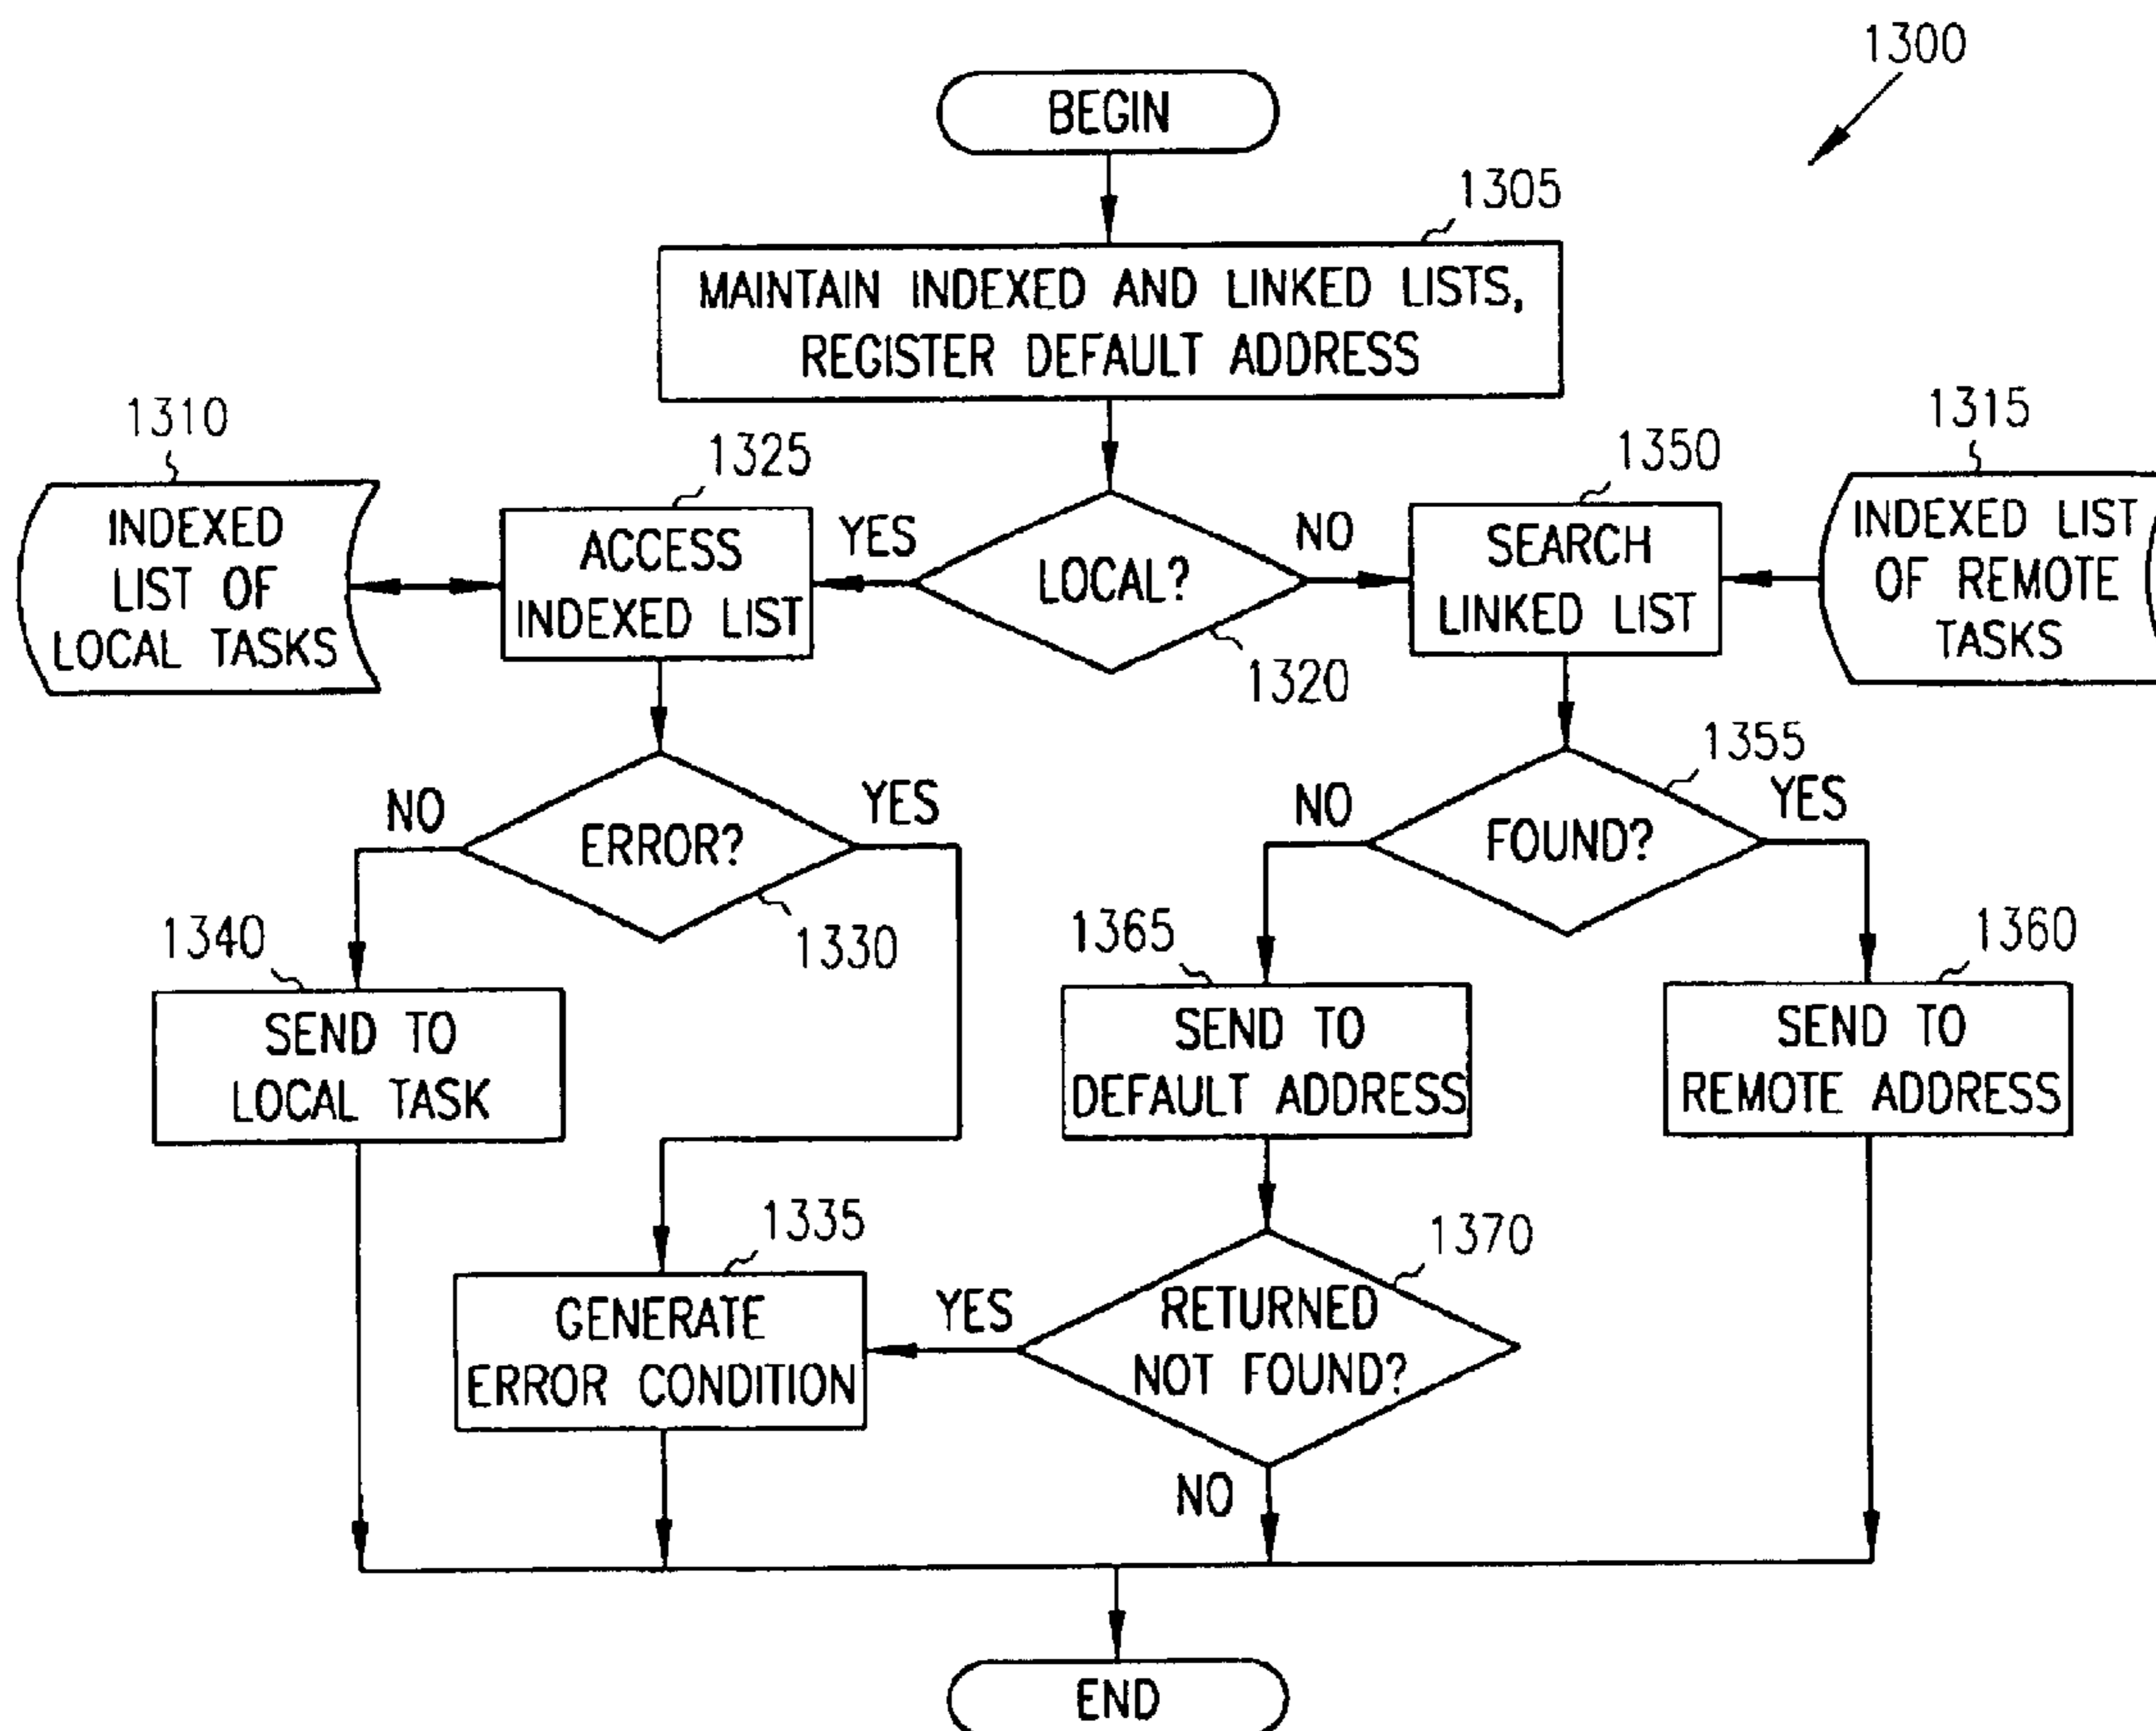 1300
BEGIN
1305
MAINTAIN INDEXED AND LINKED LISTS,
REGISTER DEFAULT ADDRESS
1310
INDEXED
LIST OF
LOCAL TASKS
1325
ACCESS
INDEXED LIST
YES
LOCAL?
1320
NO
1350
SEARCH
LINKED LIST
1315
INDEXED LIST
OF REMOTE
TASKS
NO
ERROR?
YES
1330
NO
FOUND?
YES
1355
1340
SEND TO
LOCAL TASK
1365
SEND TO
DEFAULT ADDRESS
1360
SEND TO
REMOTE ADDRESS
1335
GENERATE
ERROR CONDITION
YES
1370
RETURNED
NOT FOUND?
NO
END